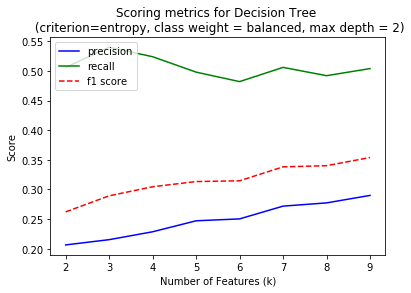 Scoring metrics for Decision Tree
(criterion=entropy, class weight = balanced, max depth = 2)
0.55
0.50
0.45
0.40
0.35
0.30
0.25
0.20
Score
precision
recall
f1 score
2 3 4 5 6 7 8 9
Number of Features (k)